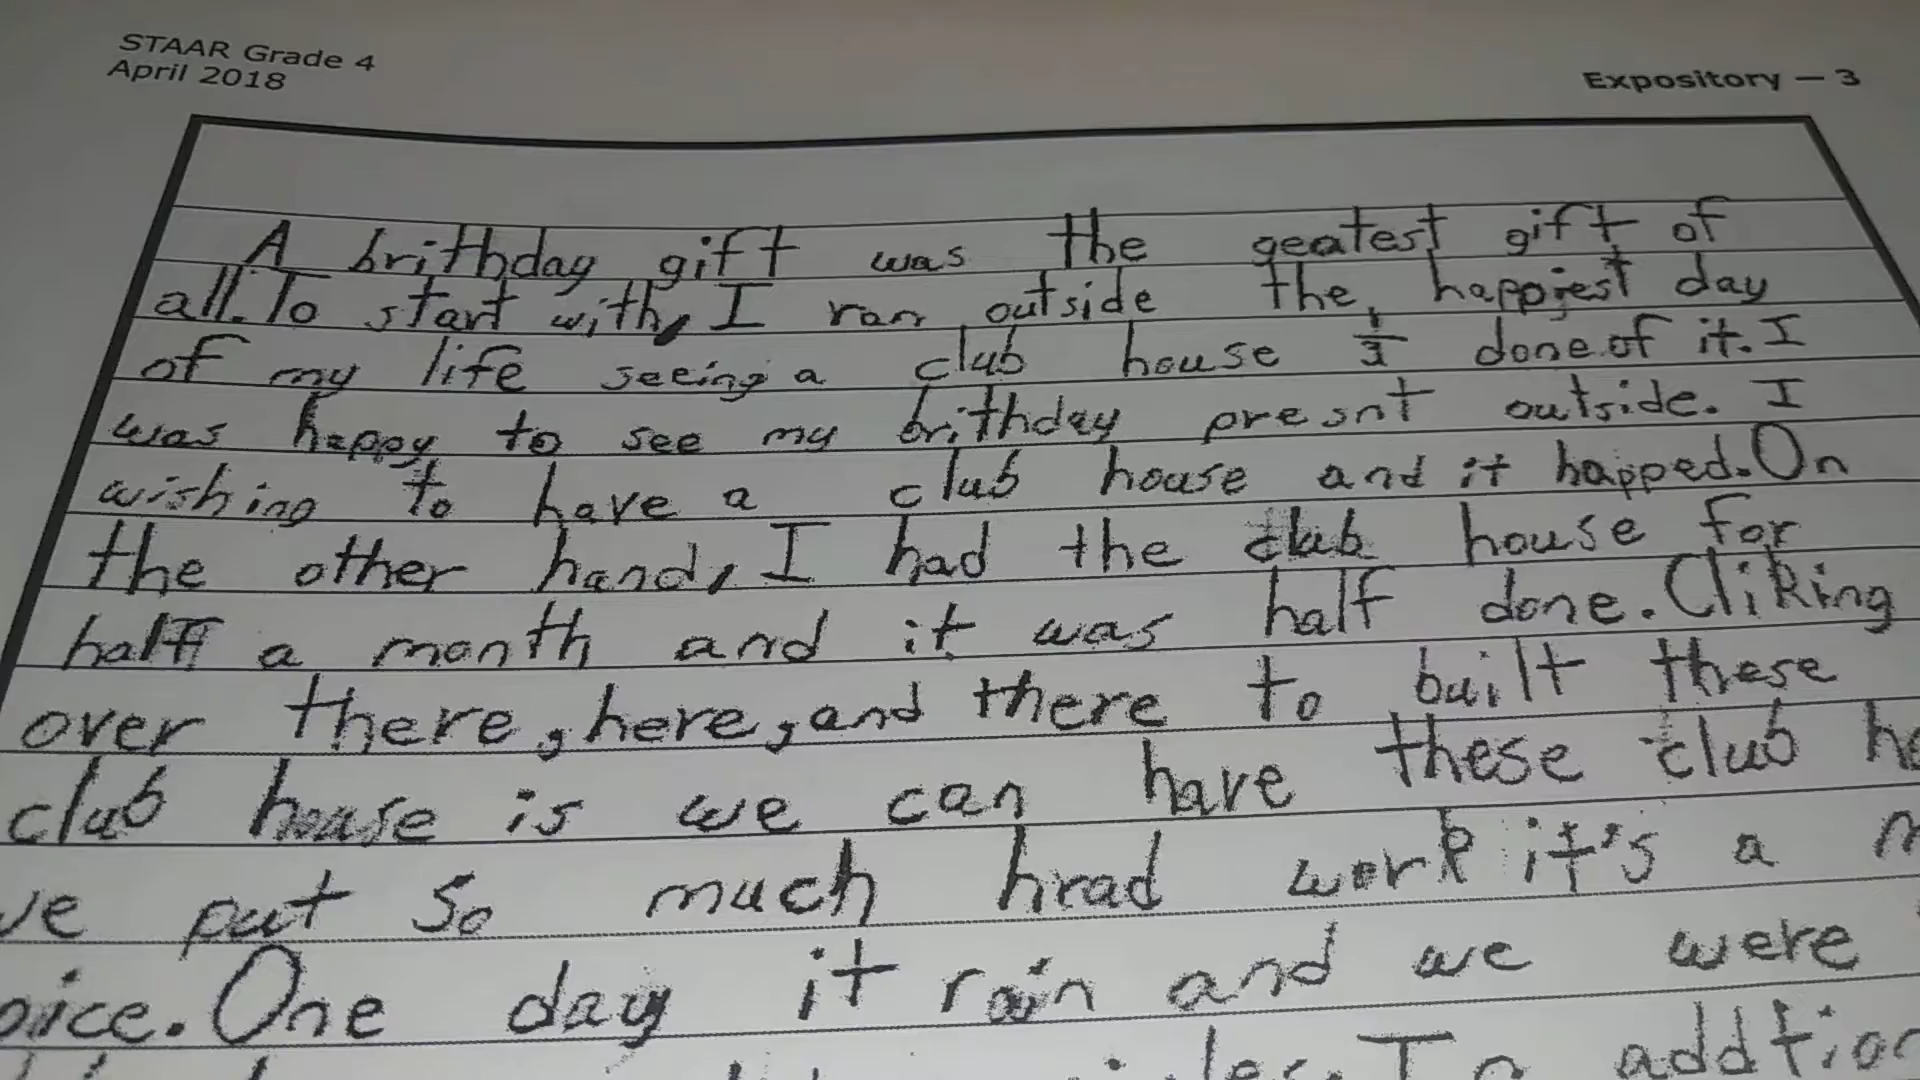 STAAR Grade 4
April 2018
Expository — 3
A brithday gift was the geatest gift of
all. To start with, I ran outside the happiest day
of my life seeing a club house done of it. I
was happy to see my brithday presnt outside. I
wishing to have a club house and it happed. On
the other hand, I had the club house for
half a month and it was half done. Cliking
over there, here, and there to built these
club house is we can have these club
put so much hrad work it's a
One day it rain and we were
In